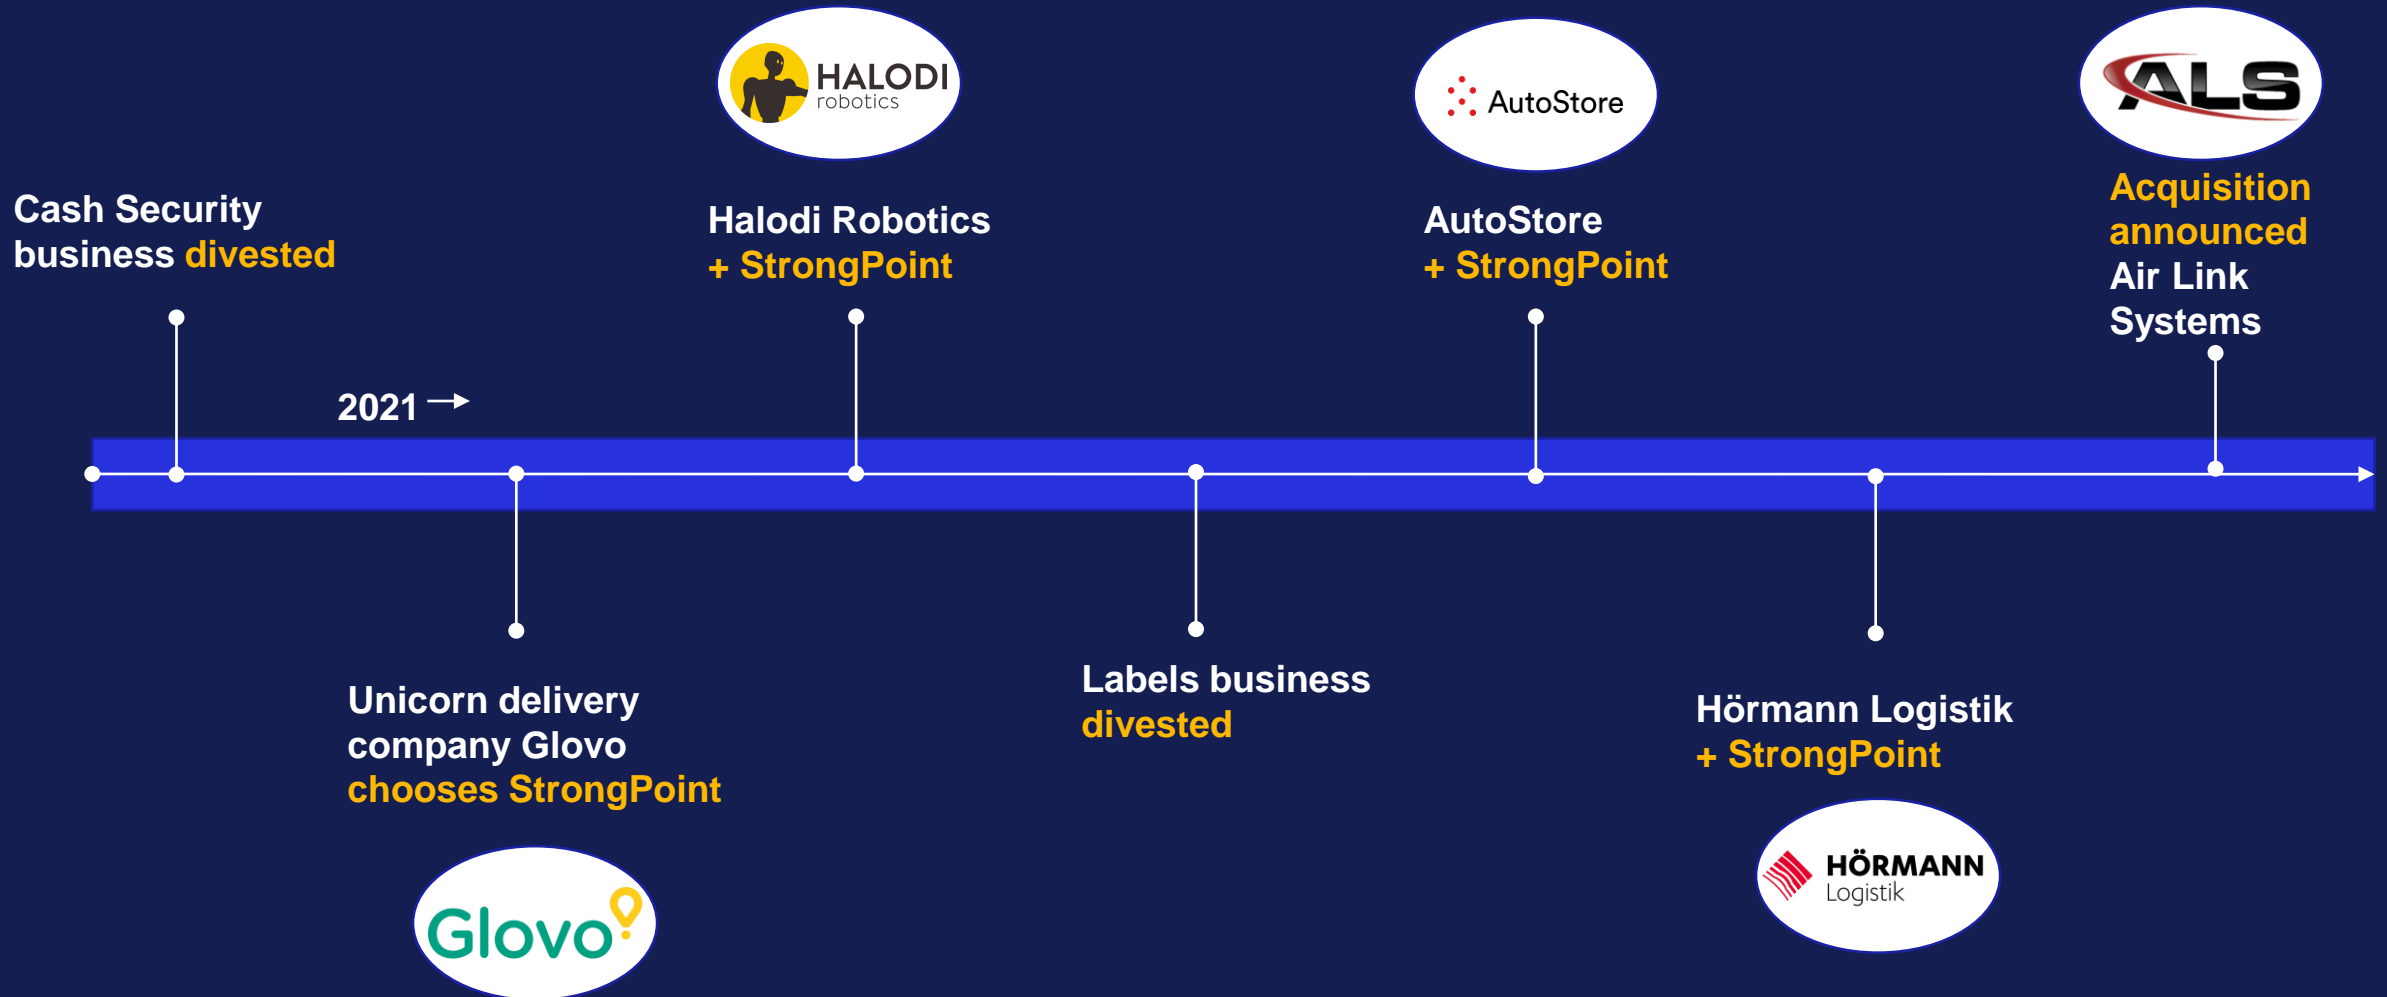 HALODI
robotics
AutoStore
ALS
Cash Security
business divested
Halodi Robotics
+ StrongPoint
AutoStore
+ StrongPoint
Acquisition
announced
Air Link
Systems
2021
Unicorn delivery
company Glovo
chooses StrongPoint
Labels business
divested
Hörmann Logistik
+ StrongPoint
Glovo
HÖRMANN
Logistik